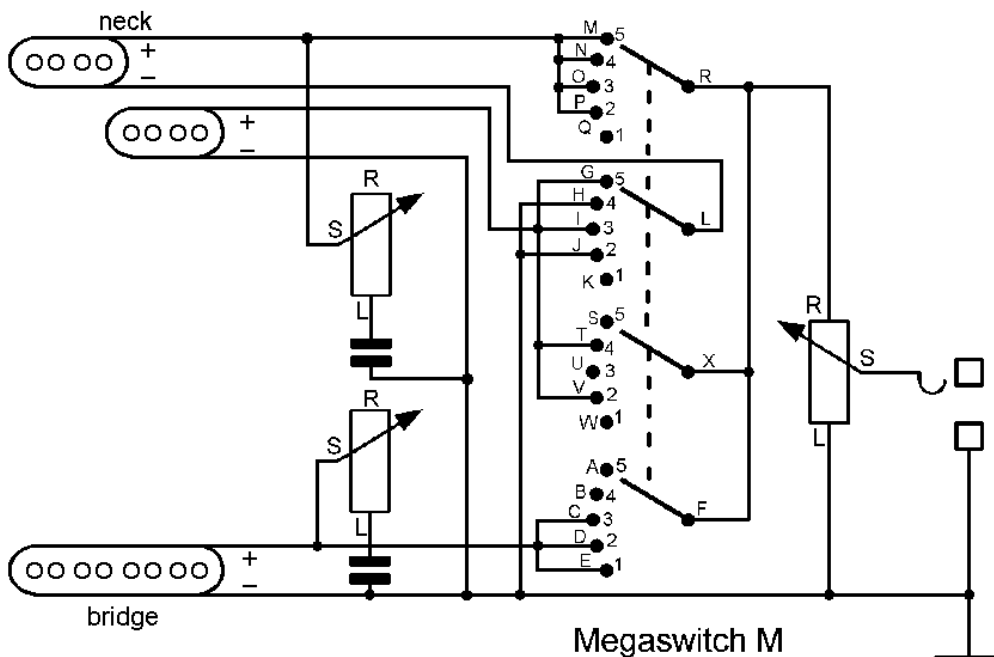 neck
+
−
+
−
M 5
N 4
O 3
P 2
Q 1
R
G 5
H 4
I 3
J 2
K 1
L
R
S
L
S 5
T 4
U 3
V 2
W 1
X
R
S
L
R
S
L
A 5
B 4
C 3
D 2
E 1
F
+
−
bridge
Megaswitch M